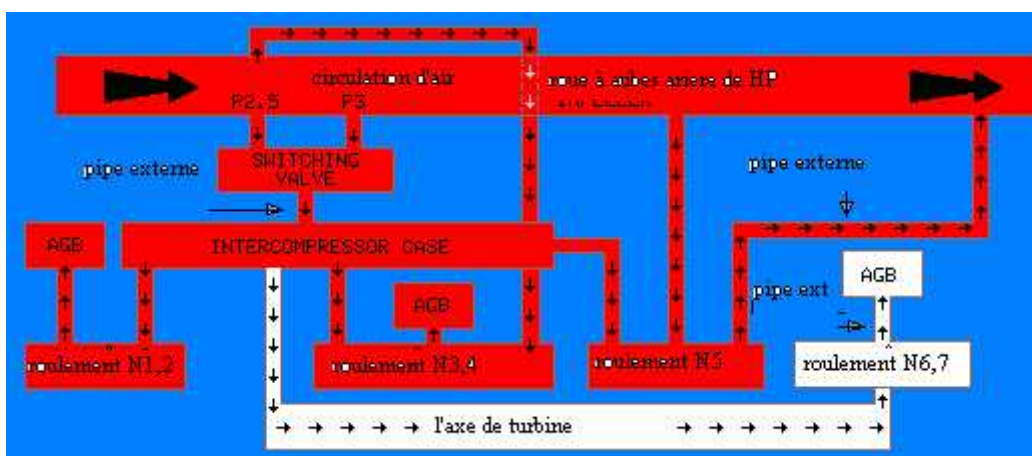 circulation d'air
roue à aubes arriere de HP
P2.5
P3
pipe externe
SWITCHING
VALVE
pipe externe
AGB
INTERCOMPRESSOR CASE
AGB
pipe ext
AGB
roulement N1,2
roulement N3,4
roulement N5
roulement N6,7
l'axe de turbine